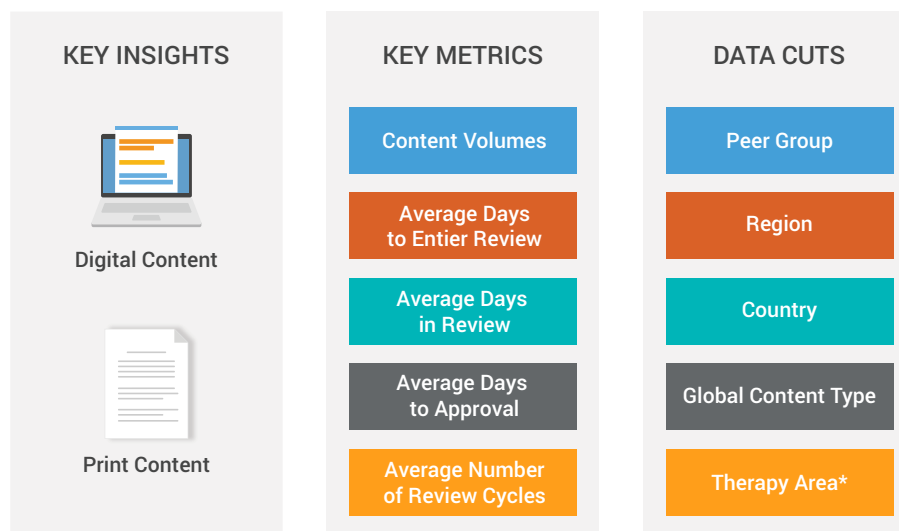 KEY INSIGHTS
Digital Content
Print Content
KEY METRICS
Content Volumes
Average Days
to Entier Review
Average Days
in Review
Average Days
to Approval
Average Number
of Review Cycles
DATA CUTS
Peer Group
Region
Country
Global Content Type
Therapy Area*